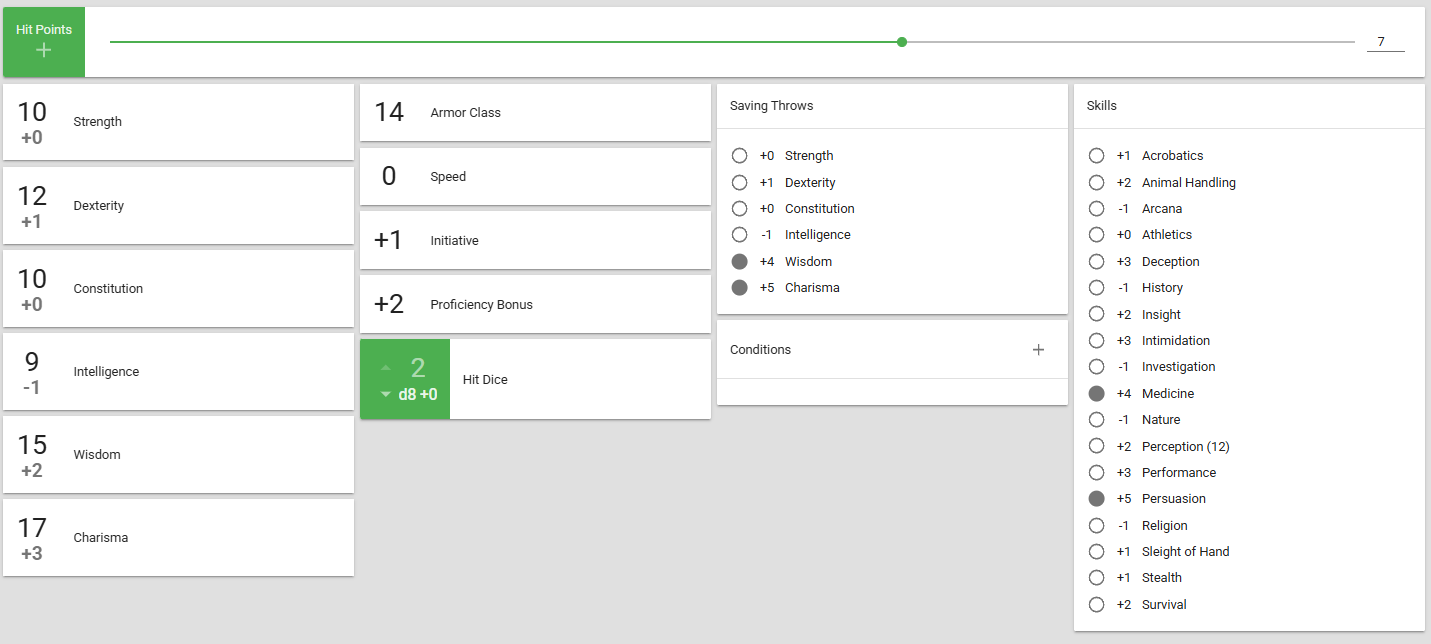 Hit Points
7
10
+0
Strength
12
+1
Dexterity
10
+0
Constitution
9
-1
Intelligence
15
+2
Wisdom
17
+3
Charisma
14
Armor Class
0
Speed
+1
Initiative
+2
Proficiency Bonus
2
d8 +0
Hit Dice
Saving Throws
+0 Strength
+1 Dexterity
+0 Constitution
-1 Intelligence
+4 Wisdom
+5 Charisma
Conditions
Skills
+1 Acrobatics
+2 Animal Handling
-1 Arcana
+0 Athletics
+3 Deception
-1 History
+2 Insight
+3 Intimidation
-1 Investigation
+4 Medicine
-1 Nature
+2 Perception (12)
+3 Performance
+5 Persuasion
-1 Religion
+1 Sleight of Hand
+1 Stealth
+2 Survival